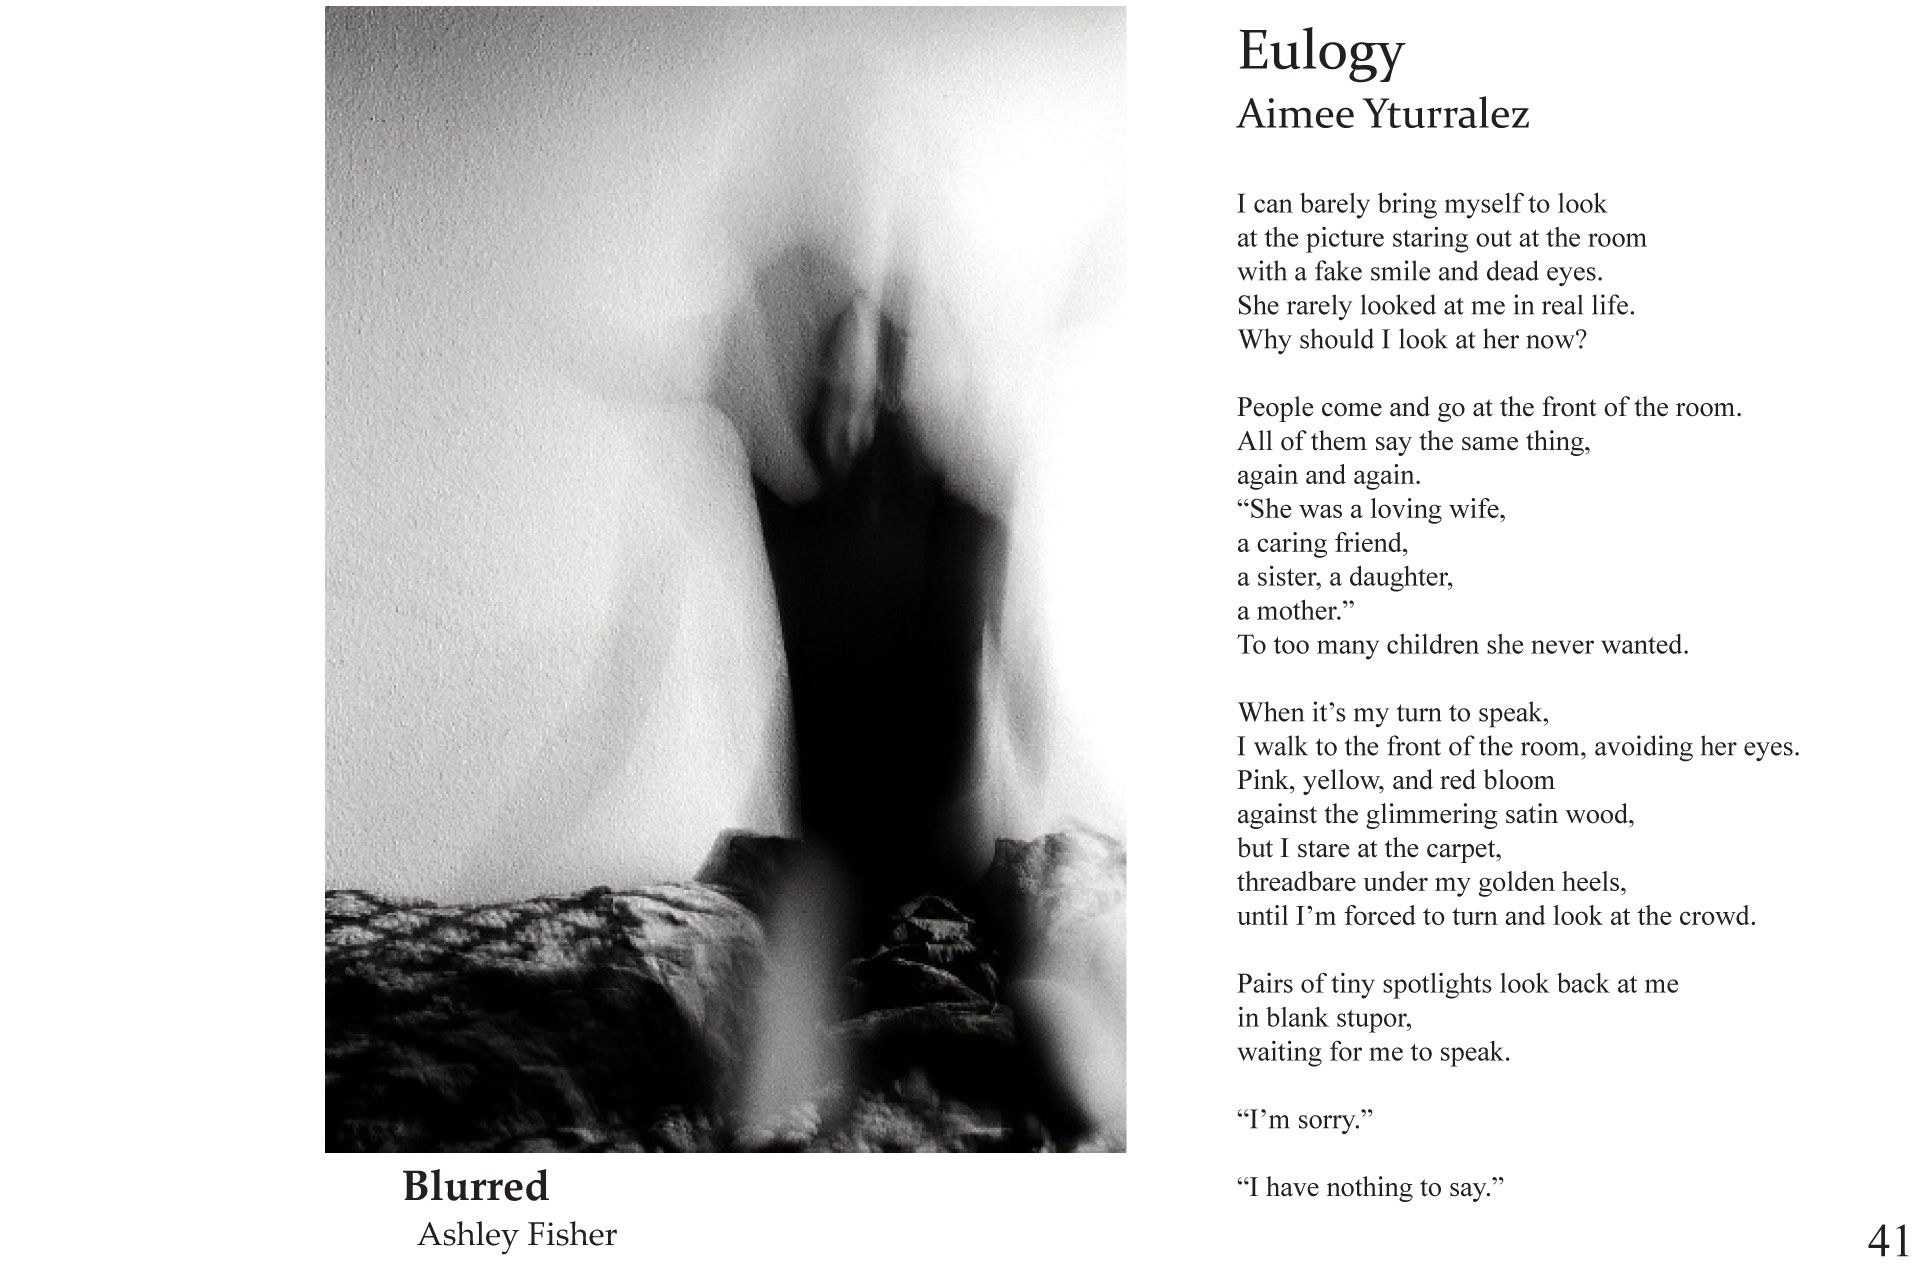 Eulogy
Aimee Yturralez
I can barely bring myself to look
at the picture staring out at the room
with a fake smile and dead eyes.
She rarely looked at me in real life.
Why should I look at her now?
People come and go at the front of the room.
All of them say the same thing,
again and again.
“She was a loving wife,
a caring friend,
a sister, a daughter,
a mother.”
To too many children she never wanted.
When it’s my turn to speak,
I walk to the front of the room, avoiding her eyes.
Pink, yellow, and red bloom
against the glimmering satin wood,
but I stare at the carpet,
threadbare under my golden heels,
until I’m forced to turn and look at the crowd.
Pairs of tiny spotlights look back at me
in blank stupor,
waiting for me to speak.
“I’m sorry.”
“I have nothing to say.”
Blurred
Ashley Fisher
41